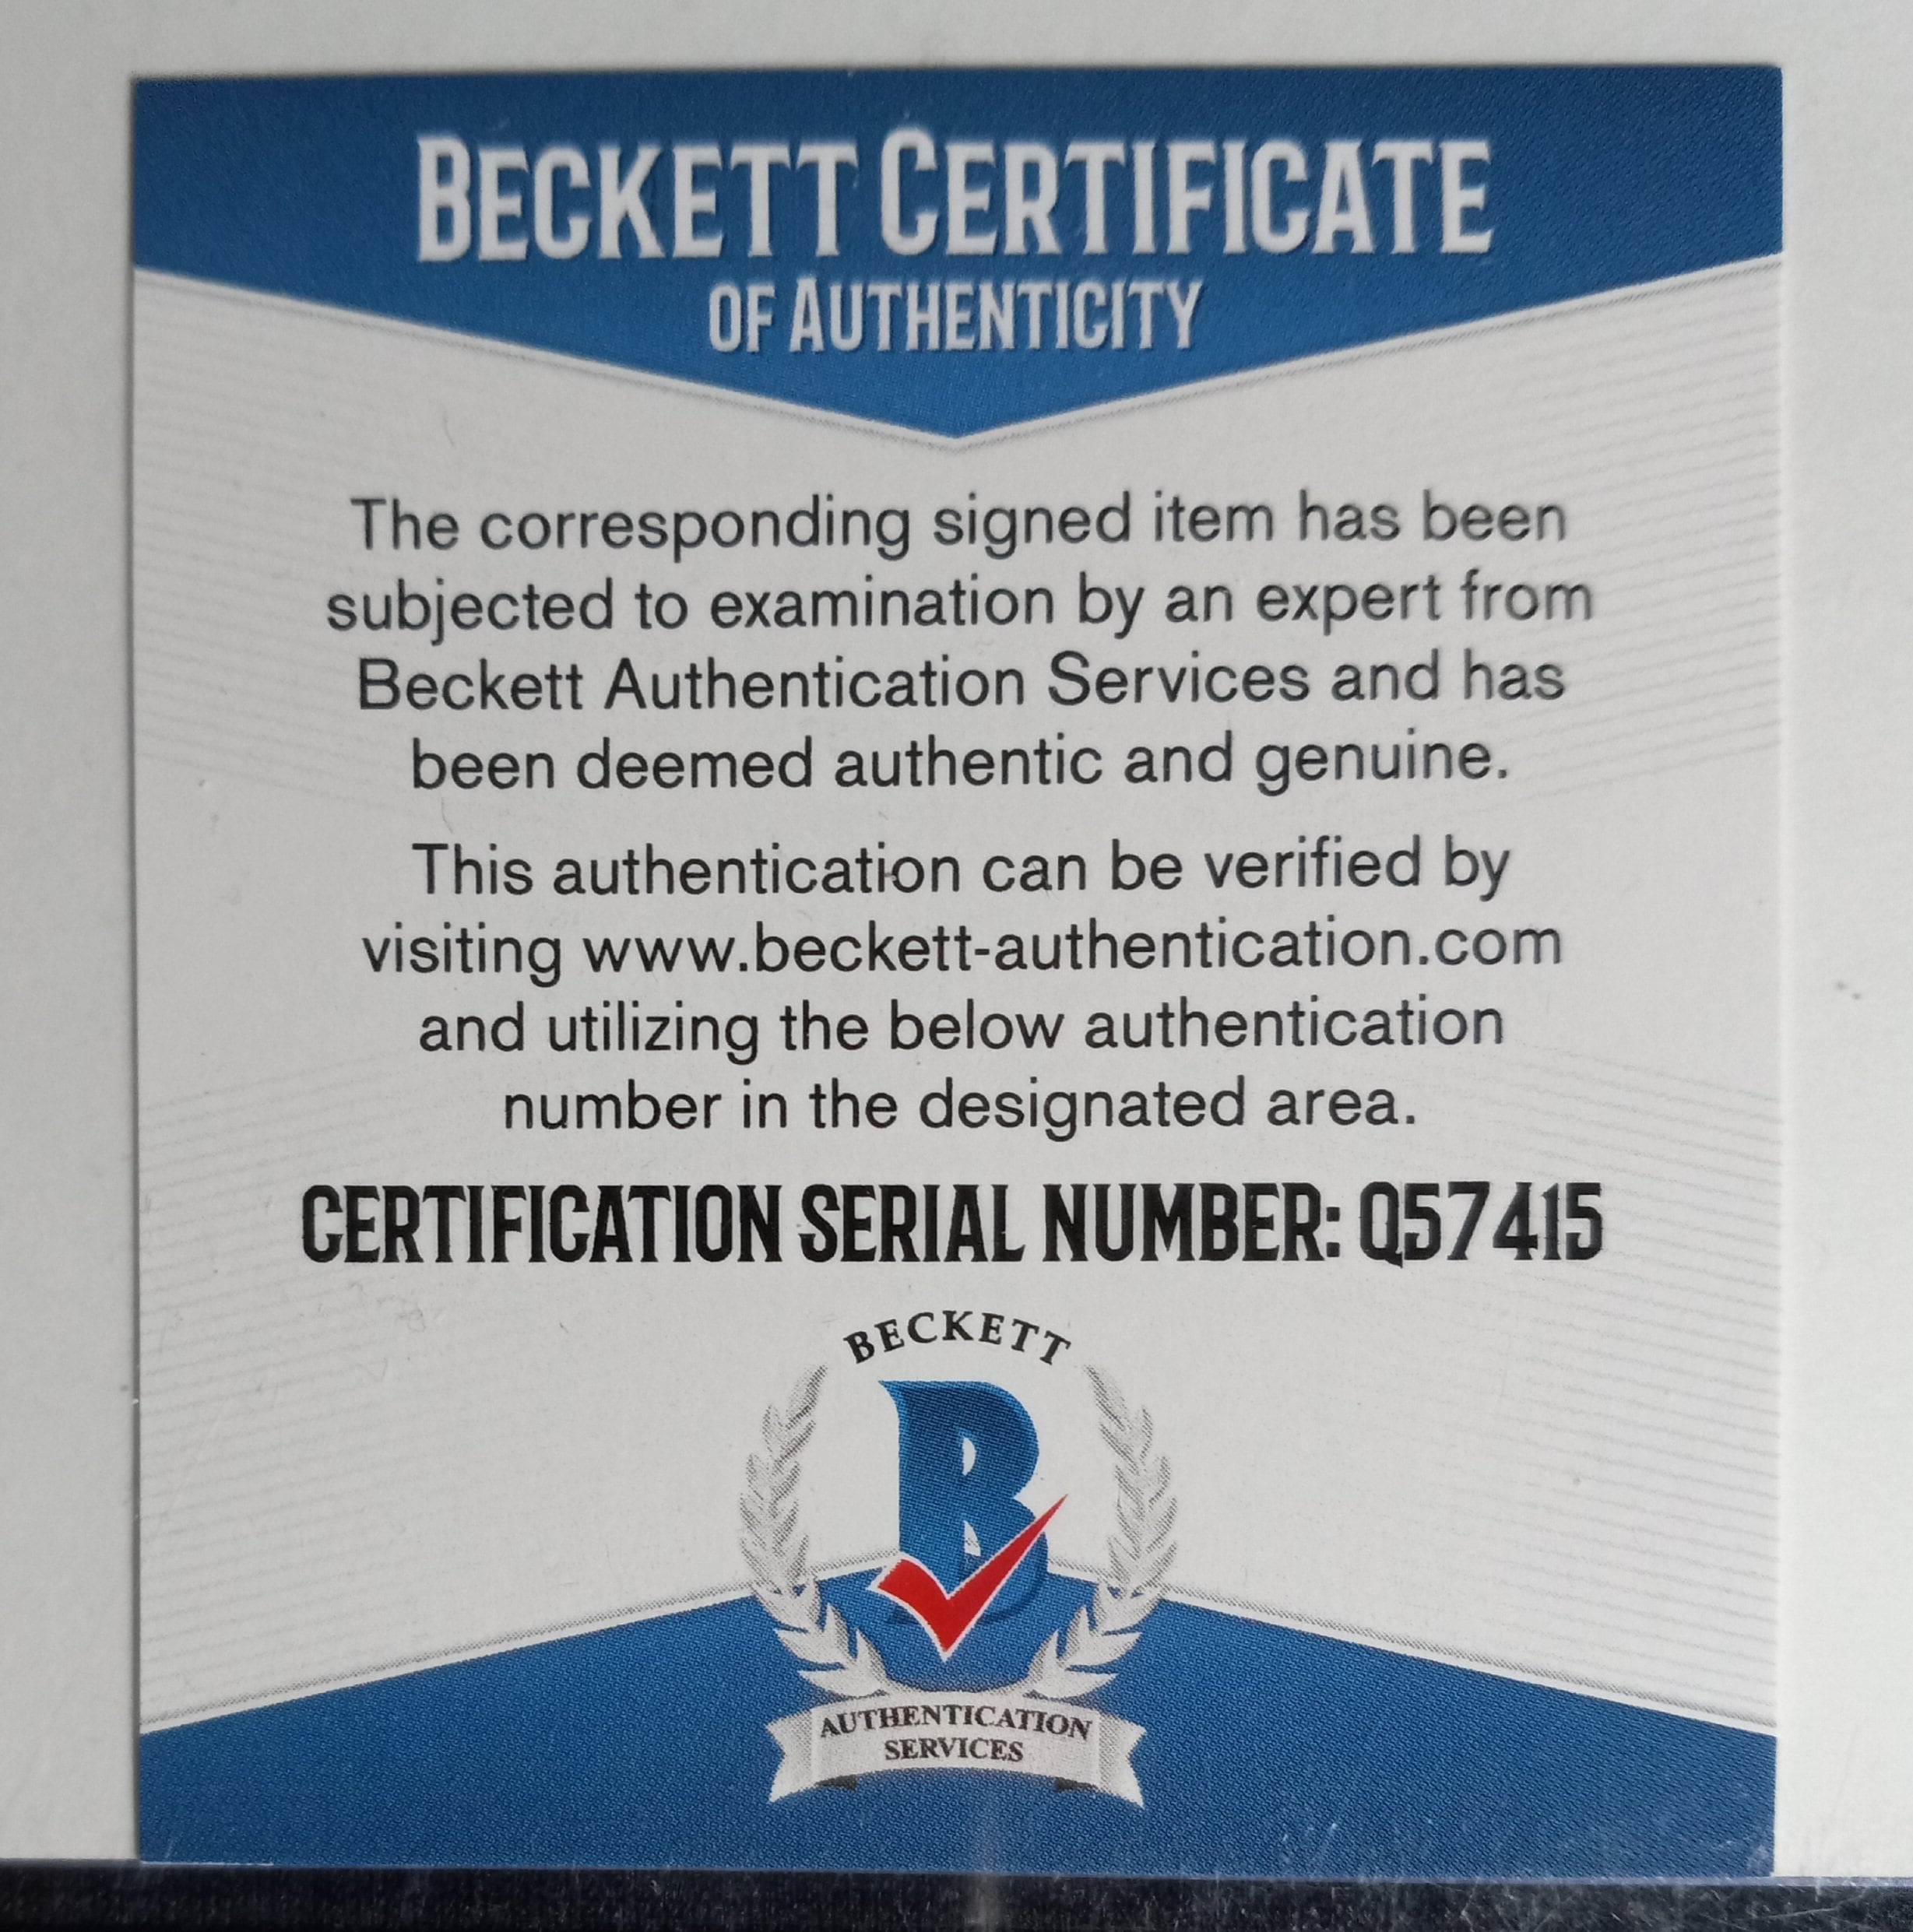 BECKETT CERTIFICATE
OF AUTHENTICITY
The corresponding signed item has been
subjected to examination by an expert from
Beckett Authentication Services and has
been deemed authentic and genuine.
This authentication can be verified by
visiting www.beckett-authentication.com
and utilizing the below authentication
number in the designated area.
CERTIFICATION SERIAL NUMBER: Q57415
BECKETT
B
AUTHENTICATION
SERVICES